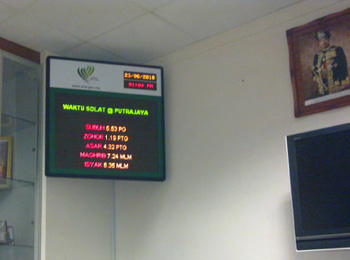 23/06/2010
WAKTU SOLAT @ PUTRAJAYA
SUBUH 5.53 PG
ZOHOR 1.19 PTG
ASAR 4.32 PTG
MAGHRIB 7.24 MLM
ISYAK 8.35 MLM